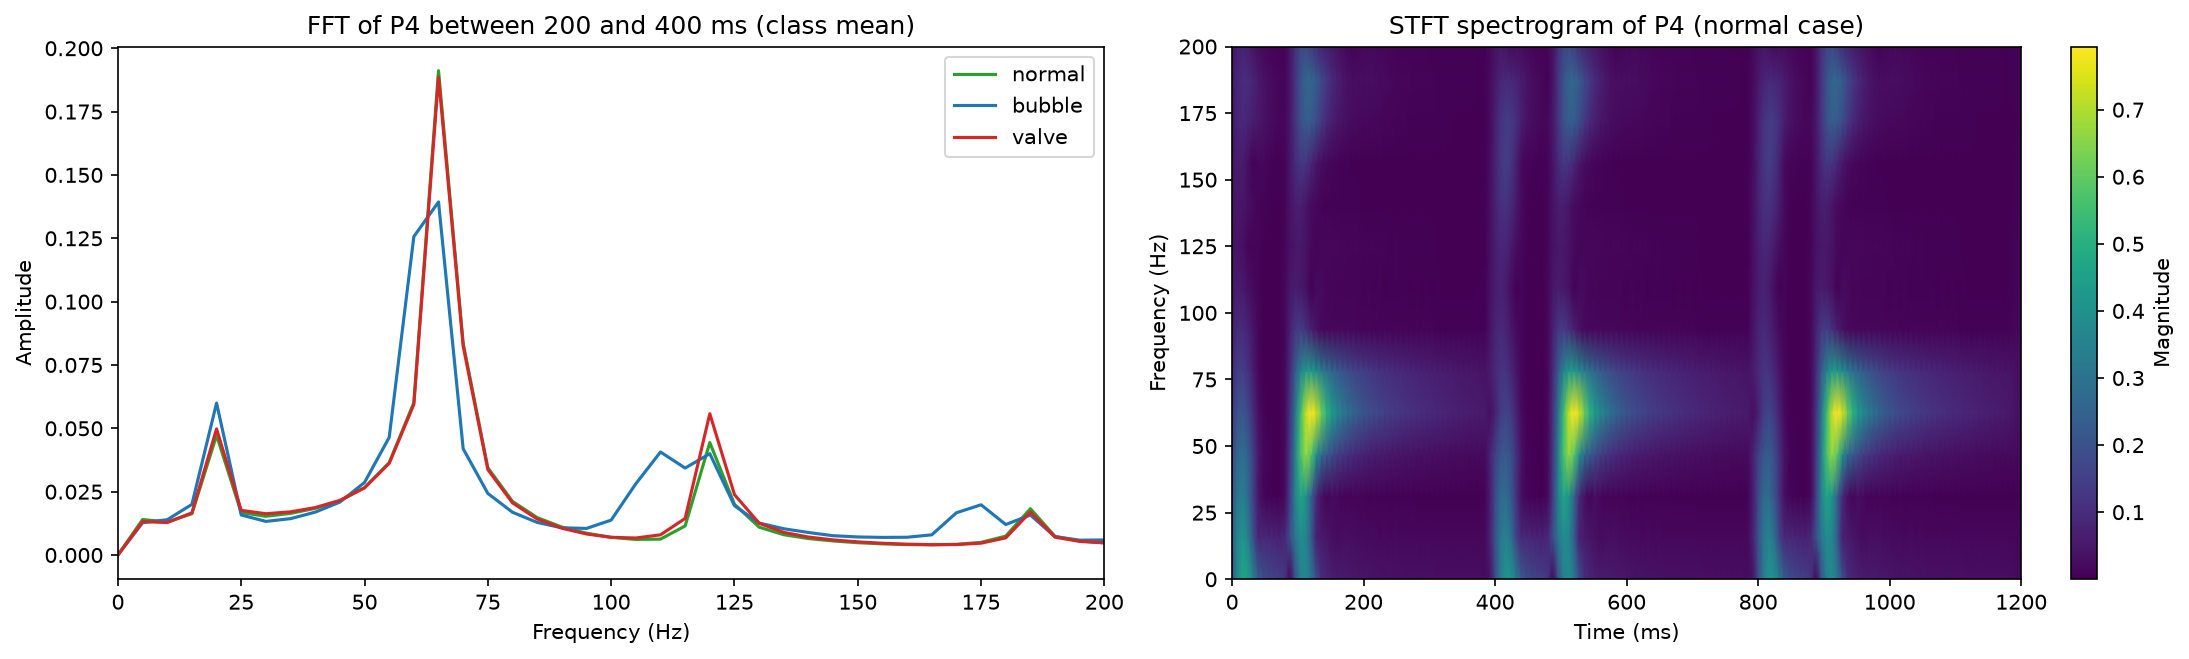 FFT of P4 between 200 and 400 ms (class mean)
0.200
0.175
0.150
0.125
0.100
0.075
0.050
0.025
0.000
Amplitude
0 25 50 75 100 125 150 175 200
Frequency (Hz)
normal
bubble
valve
STFT spectrogram of P4 (normal case)
200
175
150
125
100
75
50
25
0
Frequency (Hz)
0 200 400 600 800 1000 1200
Time (ms)
0.7
0.6
0.5
0.4
0.3
0.2
0.1
Magnitude